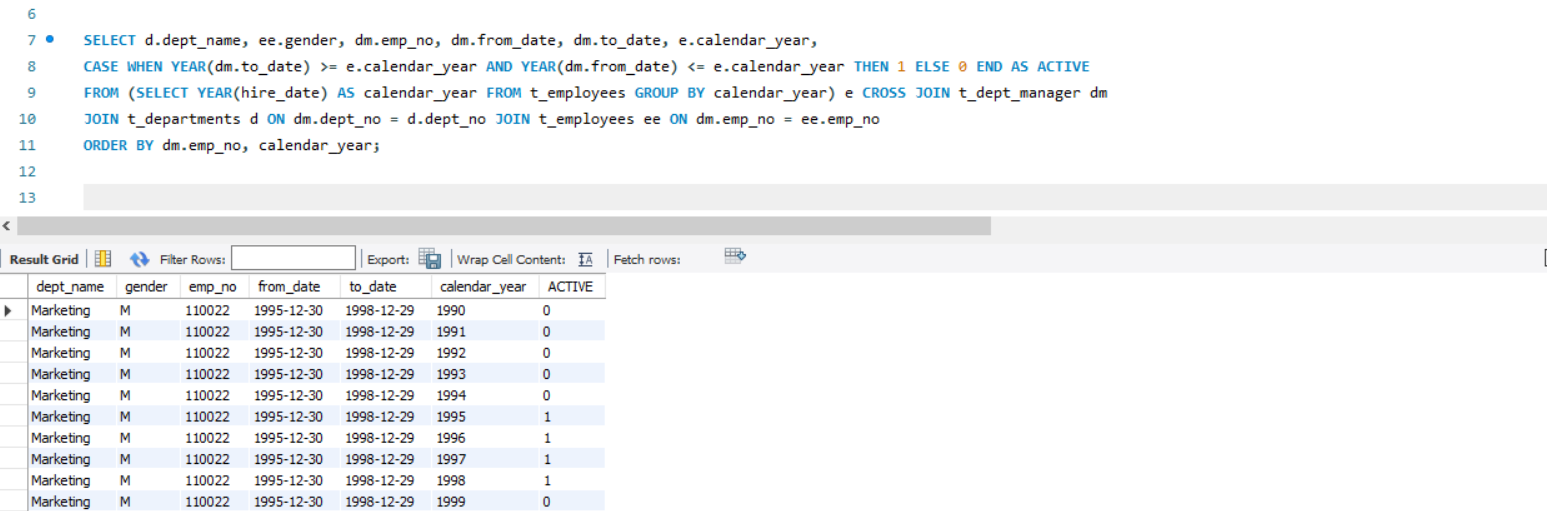 6
7 SELECT d.dept_name, ee.gender, dm.emp_no, dm.from_date, dm.to_date, e.calendar_year,
8 CASE WHEN YEAR(dm.to_date) >= e.calendar_year AND YEAR(dm.from_date) <= e.calendar_year THEN 1 ELSE 0 END AS ACTIVE
9 FROM (SELECT YEAR(hire_date) AS calendar_year FROM t_employees GROUP BY calendar_year) e CROSS JOIN t_dept_manager dm
10 JOIN t_departments d ON dm.dept_no = d.dept_no JOIN t_employees ee ON dm.emp_no = ee.emp_no
11 ORDER BY dm.emp_no, calendar_year;
12
13
Result Grid Filter Rows: Export: Wrap Cell Content: IA Fetch rows:
dept_name gender emp_no from_date to_date calendar_year ACTIVE
Marketing M 110022 1995-12-30 1998-12-29 1990 0
Marketing M 110022 1995-12-30 1998-12-29 1991 0
Marketing M 110022 1995-12-30 1998-12-29 1992 0
Marketing M 110022 1995-12-30 1998-12-29 1993 0
Marketing M 110022 1995-12-30 1998-12-29 1994 0
Marketing M 110022 1995-12-30 1998-12-29 1995 1
Marketing M 110022 1995-12-30 1998-12-29 1996 1
Marketing M 110022 1995-12-30 1998-12-29 1997 1
Marketing M 110022 1995-12-30 1998-12-29 1998 1
Marketing M 110022 1995-12-30 1998-12-29 1999 0